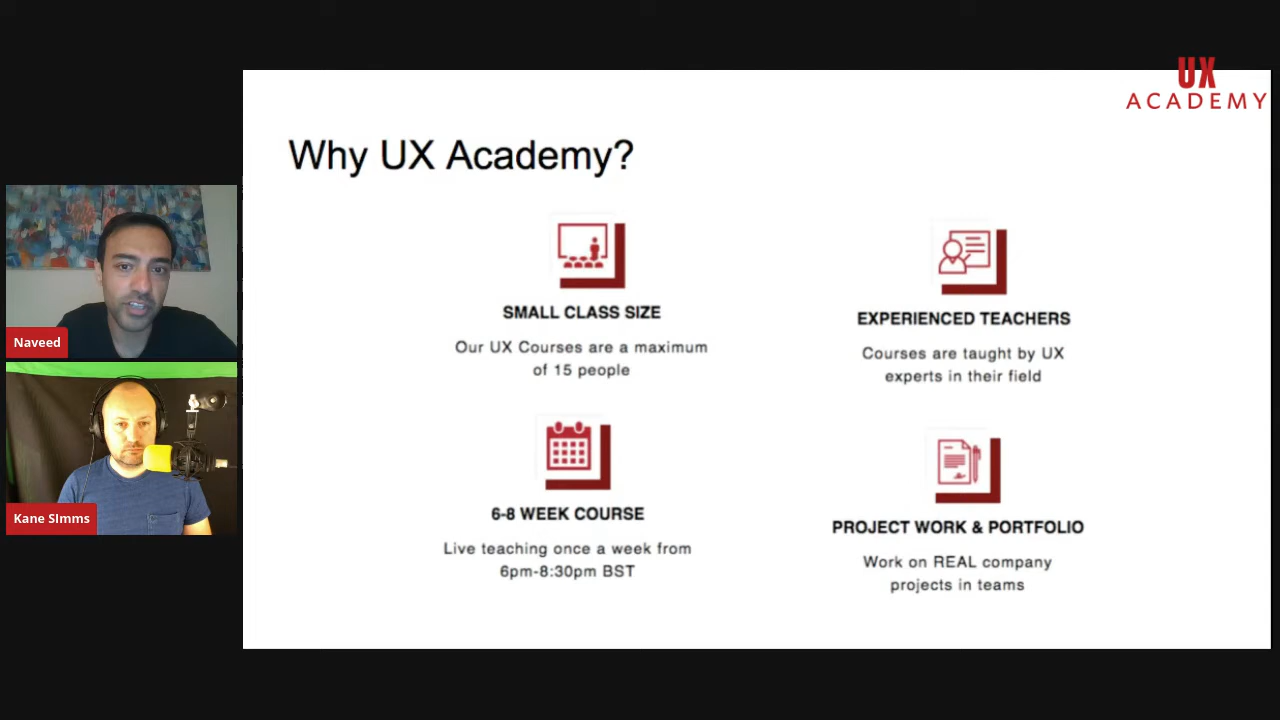 UX
ACADEMY
Why UX Academy?
SMALL CLASS SIZE
Our UX Courses are a maximum
of 15 people
EXPERIENCED TEACHERS
Courses are taught by UX
experts in their field
6-8 WEEK COURSE
Live teaching once a week from
6pm-8:30pm BST
PROJECT WORK & PORTFOLIO
Work on REAL company
projects in teams
Naveed
Kane SImms